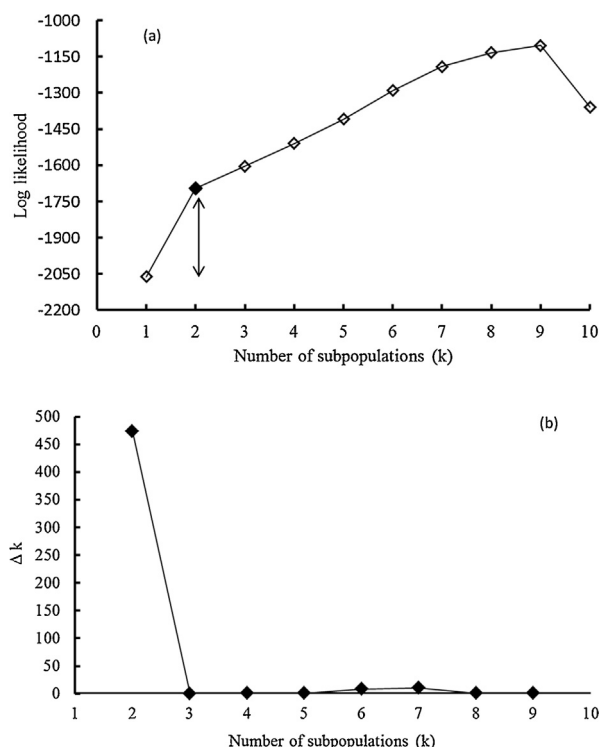 (a)
Log likelihood
-1000
-1150
-1300
-1450
-1600
-1750
-1900
-2050
-2200
0 1 2 3 4 5 6 7 8 9 10
Number of subpopulations (k)
(b)
Δ k
500
450
400
350
300
250
200
150
100
50
0
1 2 3 4 5 6 7 8 9 10
Number of subpopulations (k)